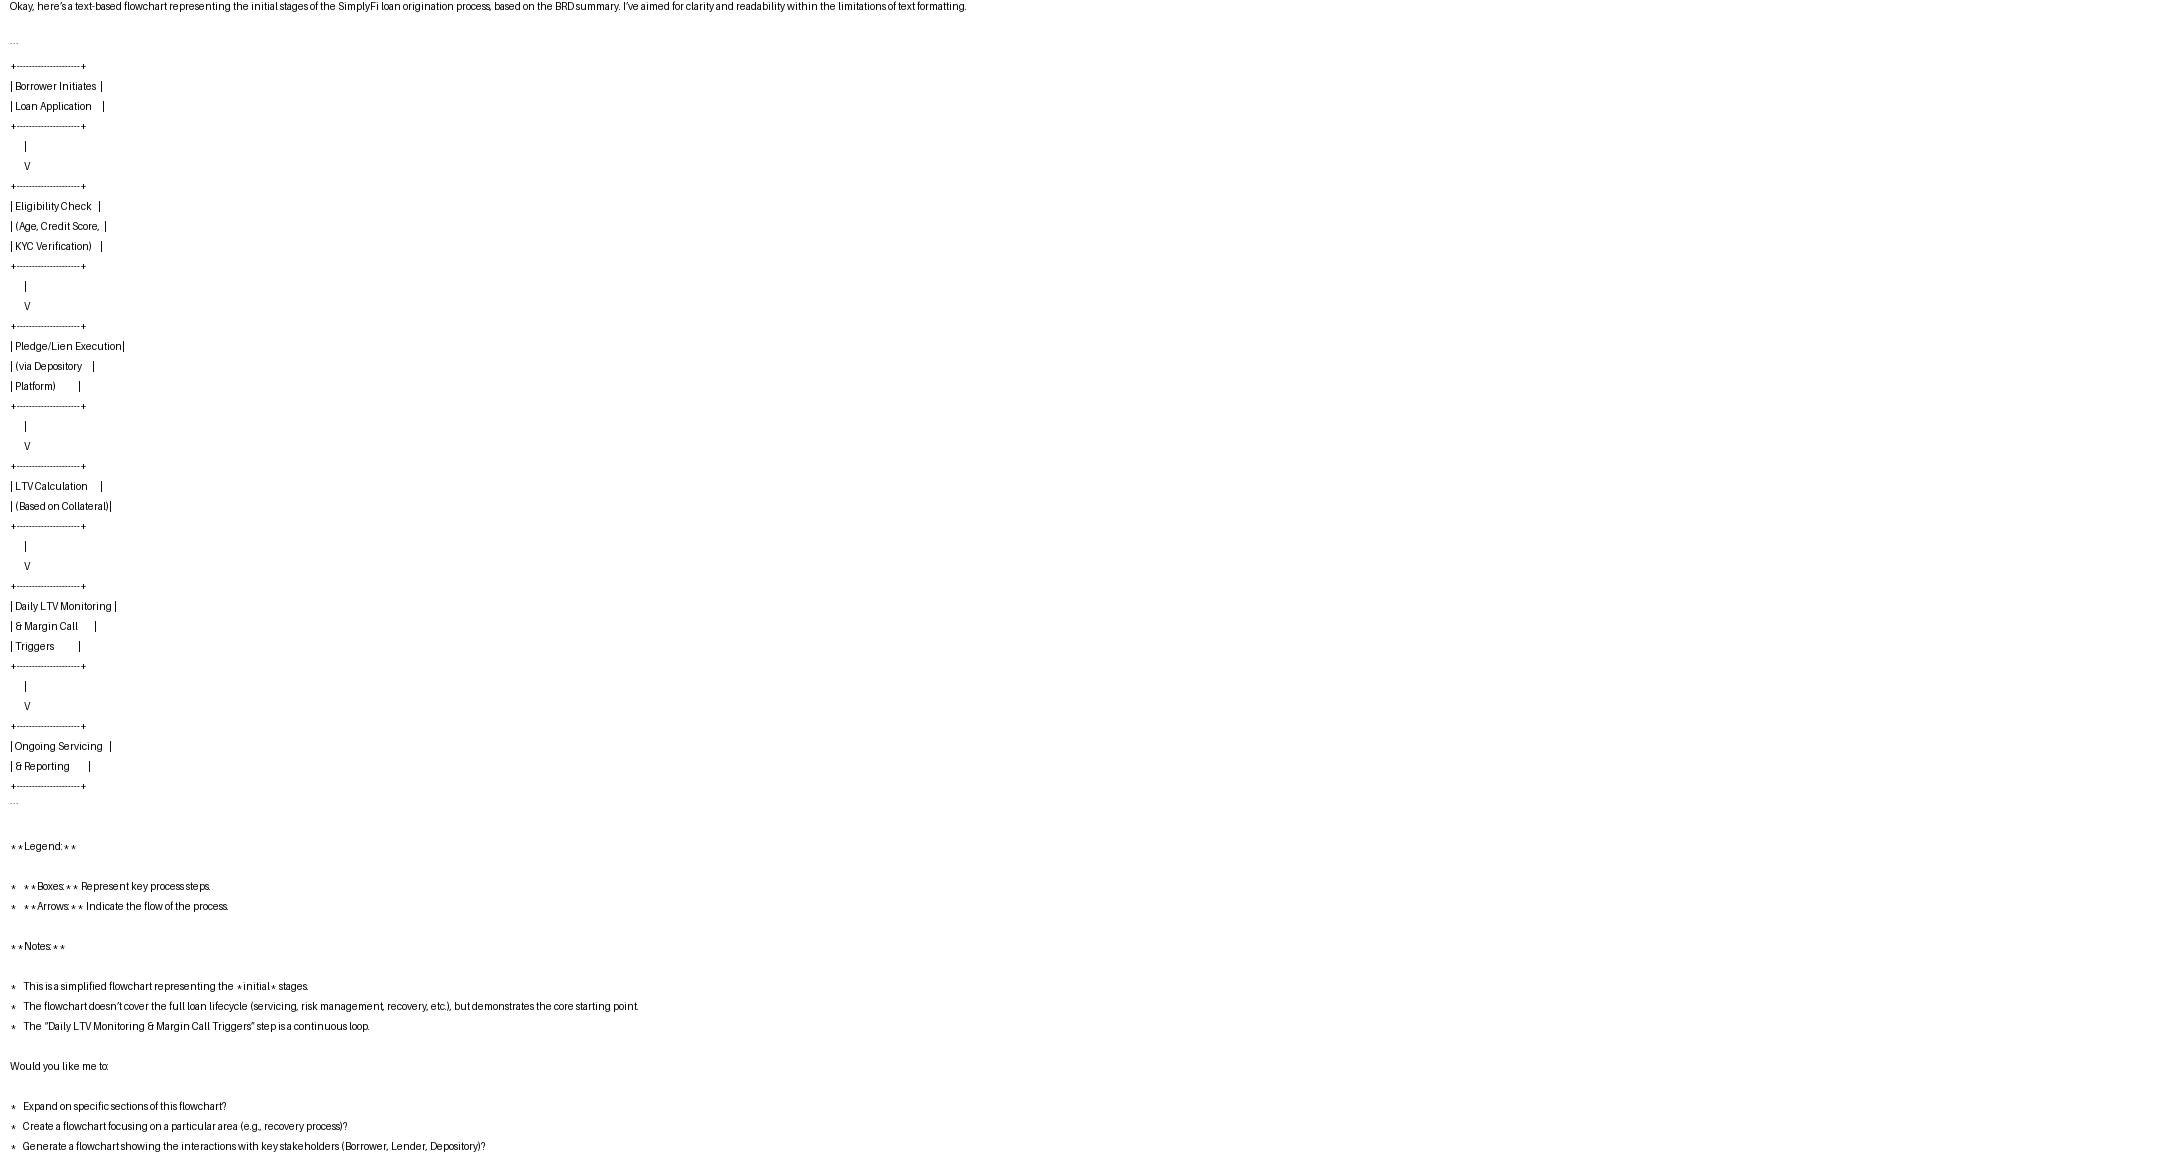 Okay, here's a text-based flowchart representing the initial stages of the SimplyFi loan origination process, based on the BRD summary. I've aimed for clarity and readability within the limitations of text formatting.
```
+---------------------+
| Borrower Initiates |
| Loan Application |
+---------------------+
|
V
+---------------------+
| Eligibility Check |
| (Age, Credit Score, |
| KYC Verification) |
+---------------------+
|
V
+---------------------+
| Pledge/Lien Execution|
| (via Depository |
| Platform) |
+---------------------+
|
V
+---------------------+
| LTV Calculation |
| (Based on Collateral)|
+---------------------+
|
V
+---------------------+
| Daily LTV Monitoring |
| & Margin Call |
| Triggers |
+---------------------+
|
V
+---------------------+
| Ongoing Servicing |
| & Reporting |
+---------------------+
```
**Legend:**
* **Boxes:** Represent key process steps.
* **Arrows:** Indicate the flow of the process.
**Notes:**
* This is a simplified flowchart representing the *initial* stages.
* The flowchart doesn't cover the full loan lifecycle (servicing, risk management, recovery, etc.), but demonstrates the core starting point.
* The "Daily LTV Monitoring & Margin Call Triggers" step is a continuous loop.
Would you like me to:
* Expand on specific sections of this flowchart?
* Create a flowchart focusing on a particular area (e.g., recovery process)?
* Generate a flowchart showing the interactions with key stakeholders (Borrower, Lender, Depository)?